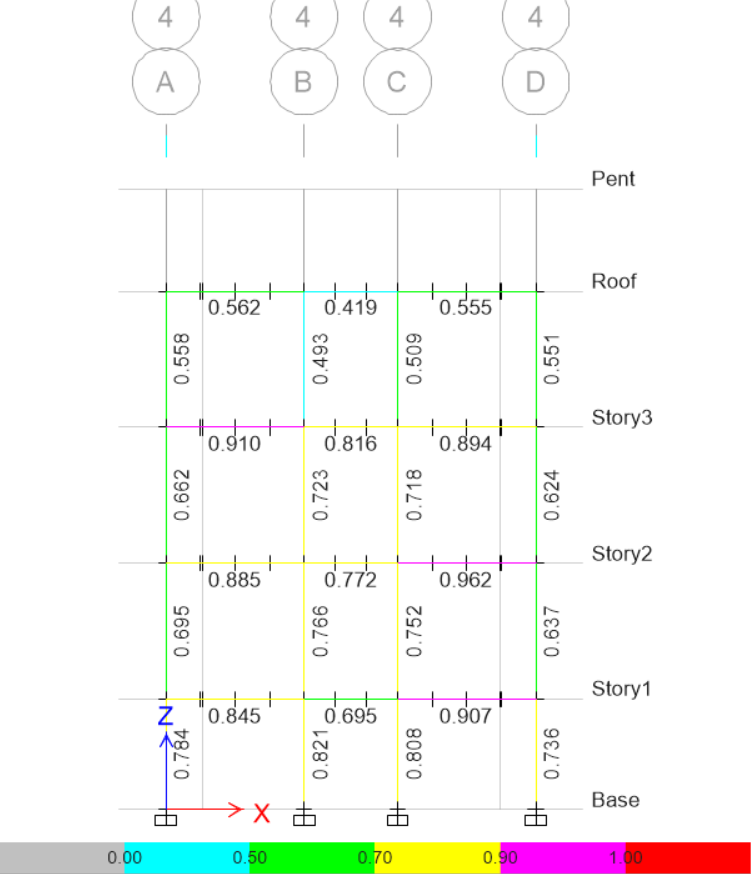 4 4 4 4
A B C D
Pent
Roof
0.562 0.419 0.555
0.558 0.493 0.509 0.551
Story3
0.910 0.816 0.894
0.662 0.723 0.718 0.624
Story2
0.885 0.772 0.962
0.695 0.766 0.752 0.637
Story1
Z 0.845 0.695 0.907
0.784 0.821 0.808 0.736
Base
X
0.00 0.50 0.70 0.90 1.00